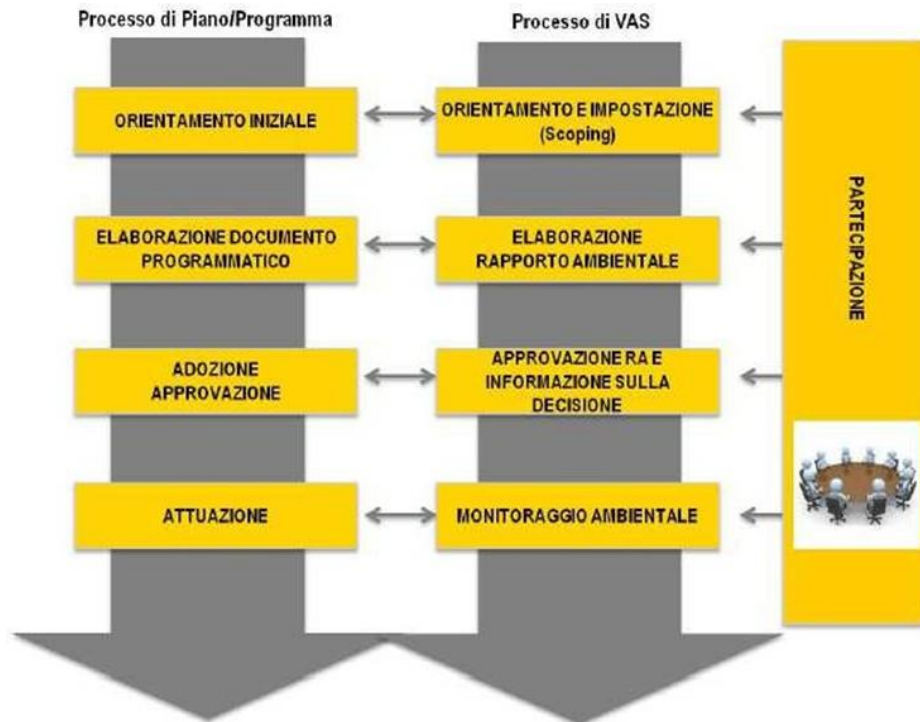 Processo di Piano/Programma
Processo di VAS
ORIENTAMENTO INIZIALE
ORIENTAMENTO E IMPOSTAZIONE
(Scoping)
ELABORAZIONE DOCUMENTO
PROGRAMMATICO
ELABORAZIONE
RAPPORTO AMBIENTALE
ADOZIONE
APPROVAZIONE
APPROVAZIONE RA E
INFORMAZIONE SULLA
DECISIONE
ATTUAZIONE
MONITORAGGIO AMBIENTALE
PARTECIPAZIONE